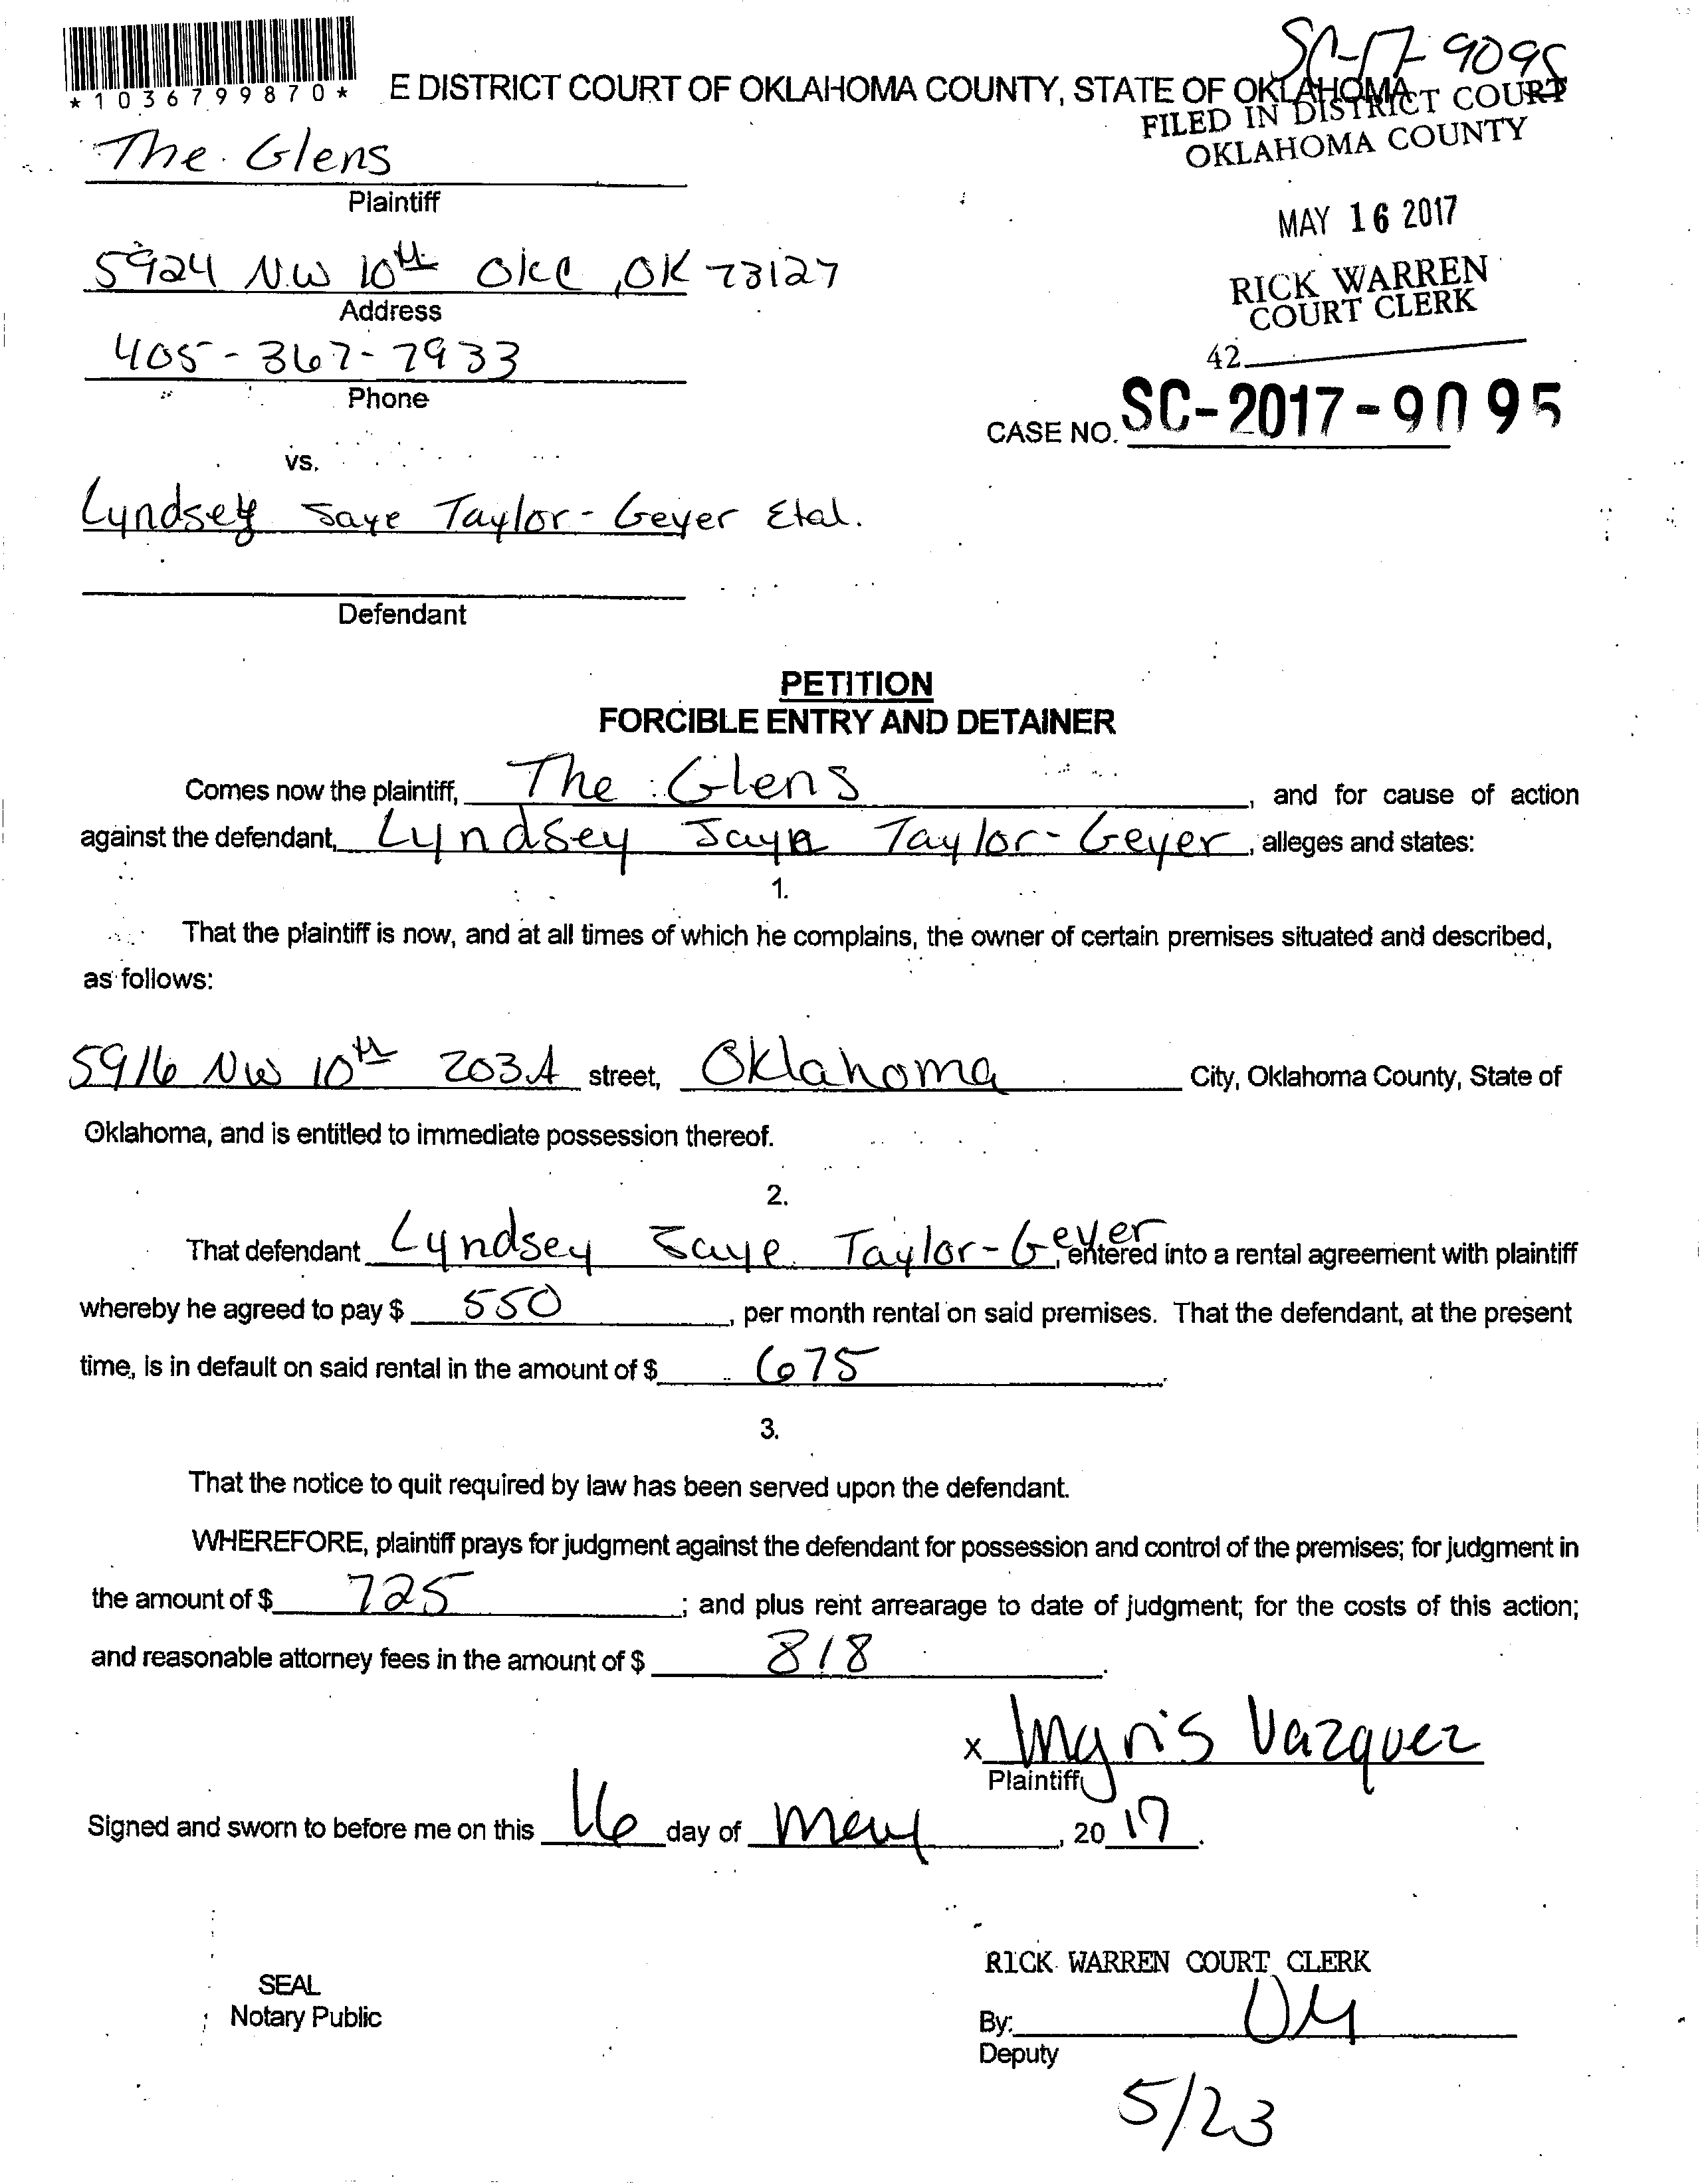 SC-17-9095
*1036799870*
E DISTRICT COURT OF OKLAHOMA COUNTY, STATE OF OKLAHOMA
FILED IN DISTRICT COURT
OKLAHOMA COUNTY
The Glens
Plaintiff
MAY 16 2017
5924 N.W 10th OKC, OK 73127
Address
RICK WARREN
COURT CLERK
405-367-7933
Phone
42
CASE NO. SC-2017-9095
vs.
Lyndsey Jaye Taylor-Geyer Etal.
Defendant
PETITION
FORCIBLE ENTRY AND DETAINER
Comes now the plaintiff, The Glens, and for cause of action
against the defendant, Lyndsey Jaye Taylor-Geyer, alleges and states:
1.
That the plaintiff is now, and at all times of which he complains, the owner of certain premises situated and described,
as follows:
5916 NW 10th 203A street, Oklahoma City, Oklahoma County, State of
Oklahoma, and is entitled to immediate possession thereof.
2.
That defendant Lyndsey Jaye Taylor-Geyer, entered into a rental agreement with plaintiff
whereby he agreed to pay $ 550, per month rental on said premises. That the defendant, at the present
time, is in default on said rental in the amount of $ 675.
3.
That the notice to quit required by law has been served upon the defendant.
WHEREFORE, plaintiff prays for judgment against the defendant for possession and control of the premises; for judgment in
the amount of $ 725; and plus rent arrearage to date of judgment; for the costs of this action;
and reasonable attorney fees in the amount of $ 818.
x Vazquez
Plaintiff
Signed and sworn to before me on this 16 day of May, 2017.
RICK WARREN COURT CLERK
SEAL
Notary Public
By:
Deputy
5/23